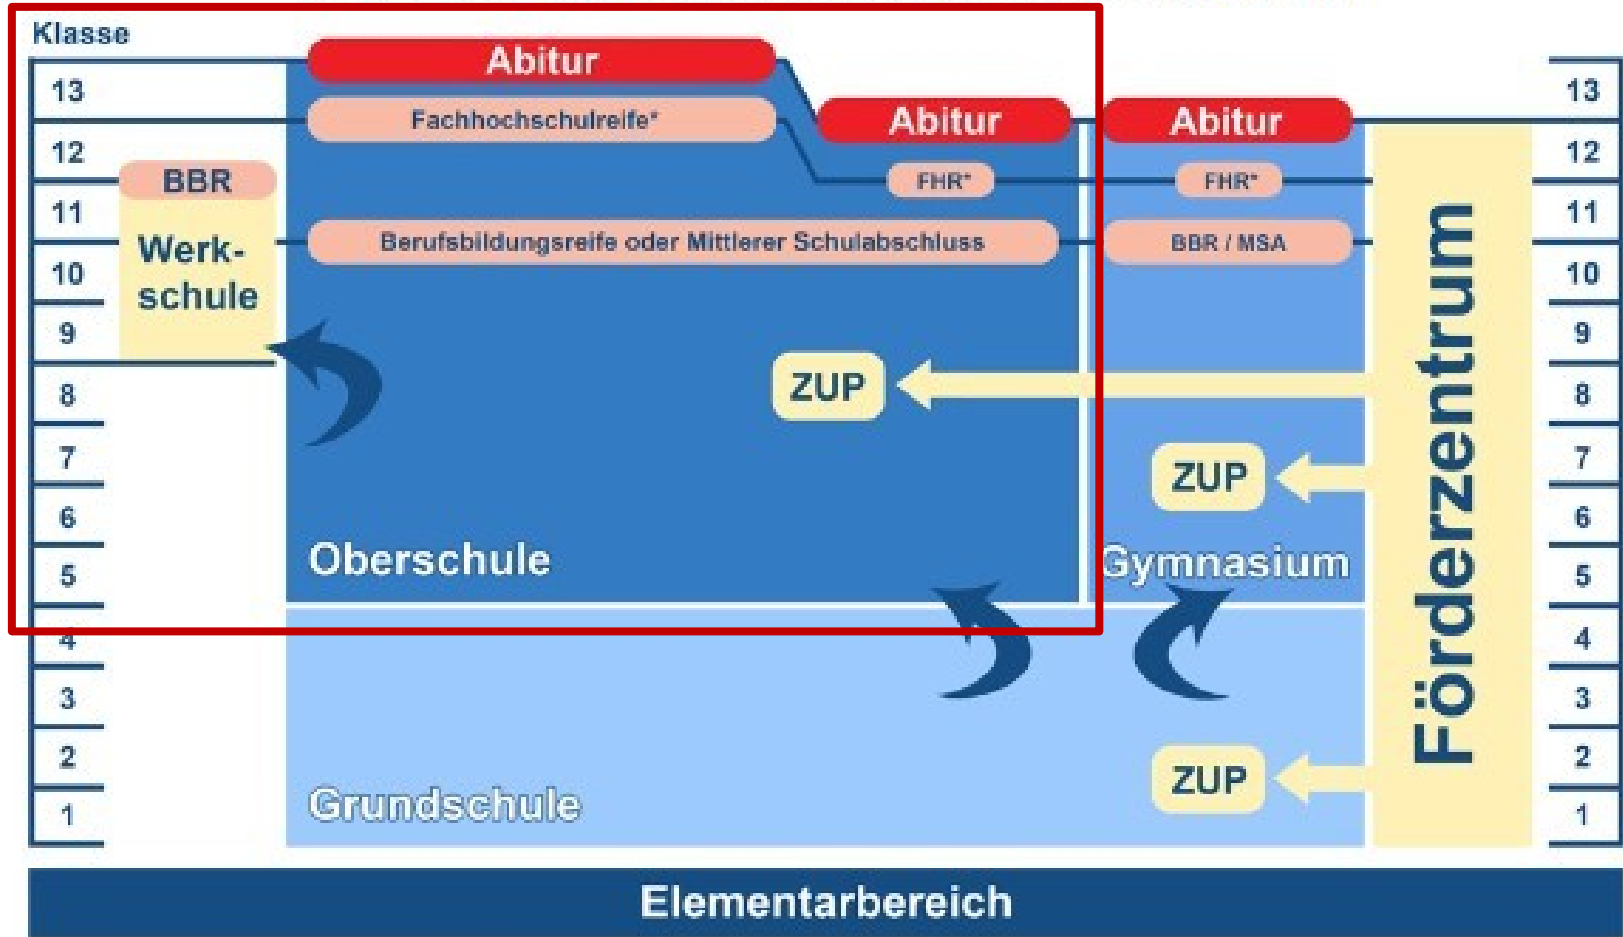 Klasse
13
12
11
10
9
8
7
6
5
4
3
2
1
BBR
Werk-
schule
Abitur
Fachhochschulreife*
Abitur
FHR*
Berufsbildungsreife oder Mittlerer Schulabschluss
ZUP
Oberschule
Abitur
FHR*
BBR / MSA
ZUP
Gymnasium
ZUP
Grundschule
Förderzentrum
13
12
11
10
9
8
7
6
5
4
3
2
1
Elementarbereich